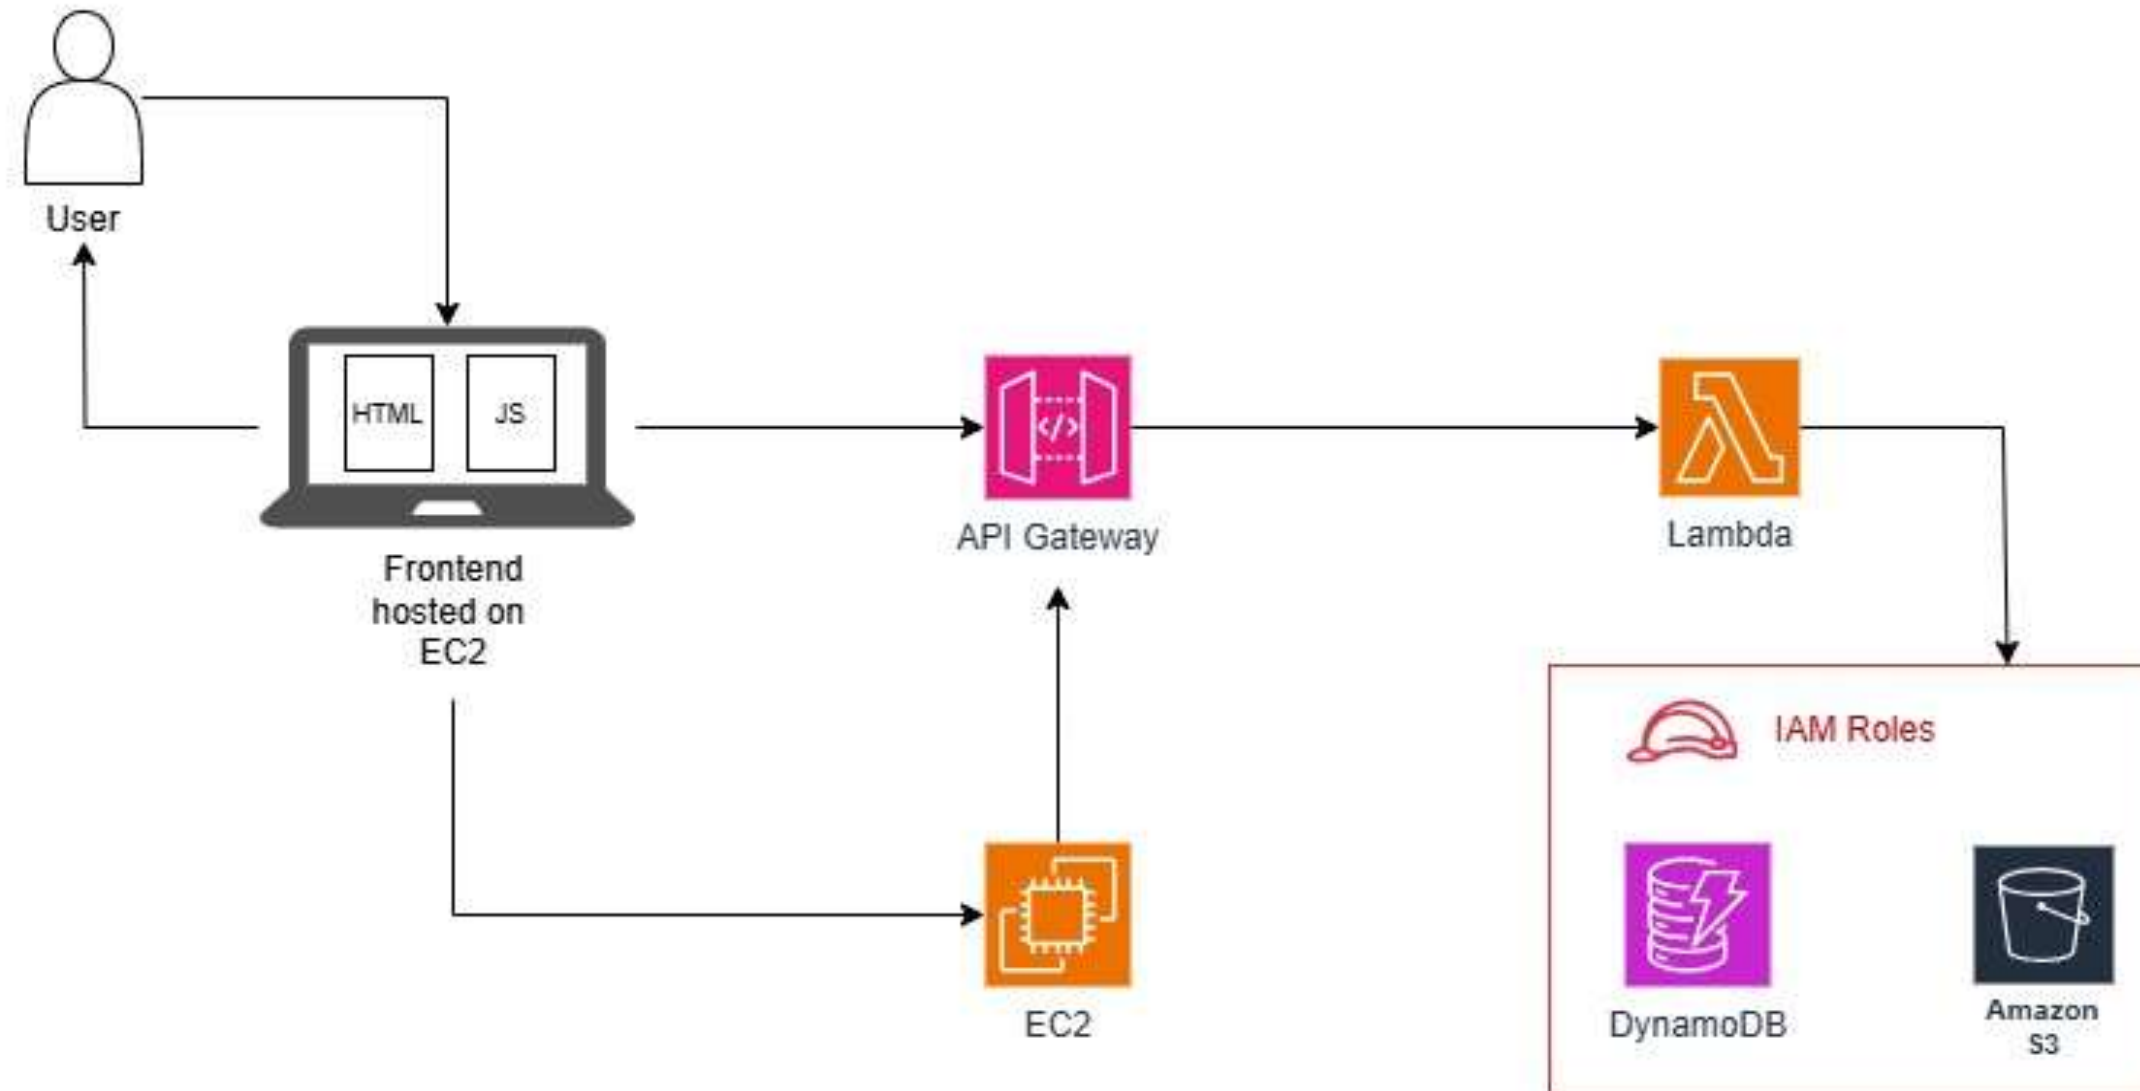 User
HTML
JS
Frontend
hosted on
EC2
</>
API Gateway
Lambda
IAM Roles
EC2
DynamoDB
Amazon
S3